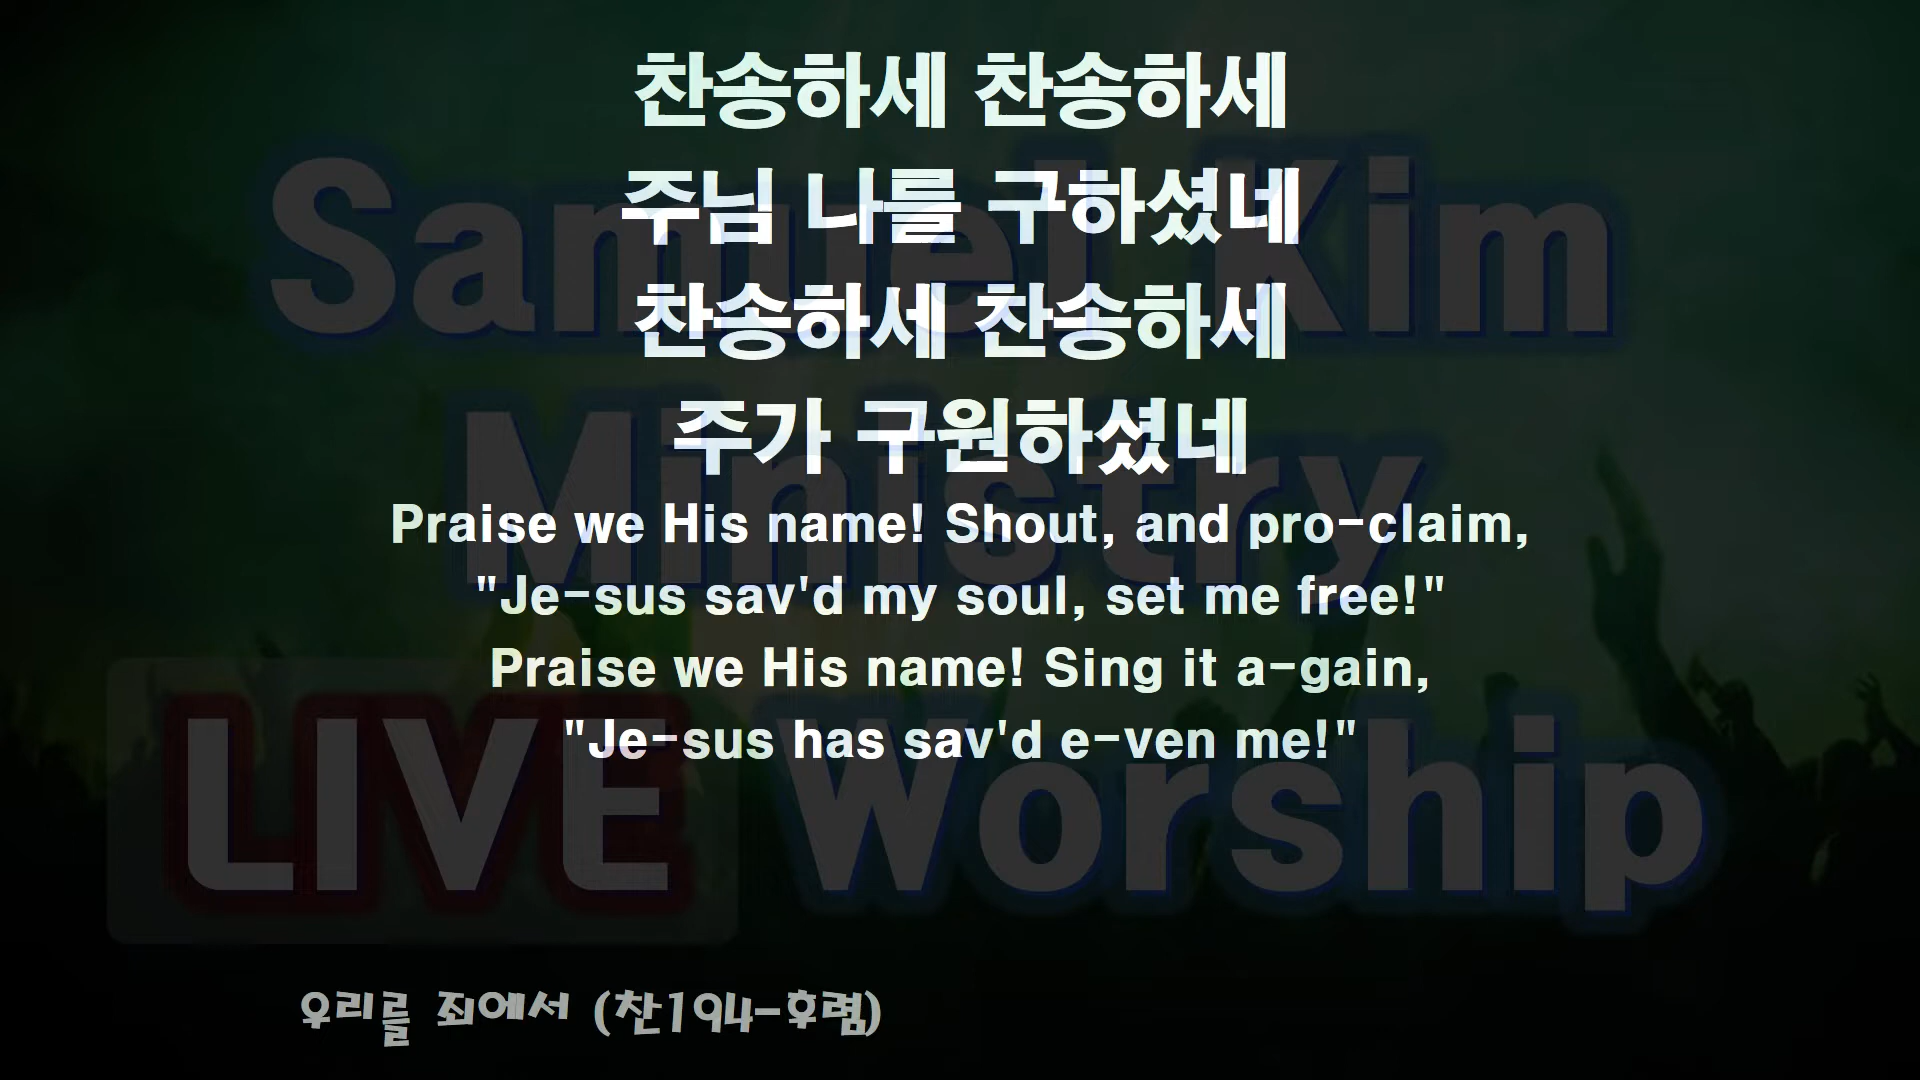 찬송하세 찬송하세
주님 나를 구하셨네
찬송하세 찬송하세
주가 구원하셨네
Praise we His name! Shout, and pro-claim,
"Je-sus sav'd my soul, set me free!"
Praise we His name! Sing it a-gain,
"Je-sus has sav'd e-ven me!"
Samuel Kim
Ministry
LIVE Worship
우리를 죄에서 (찬194-후렴)